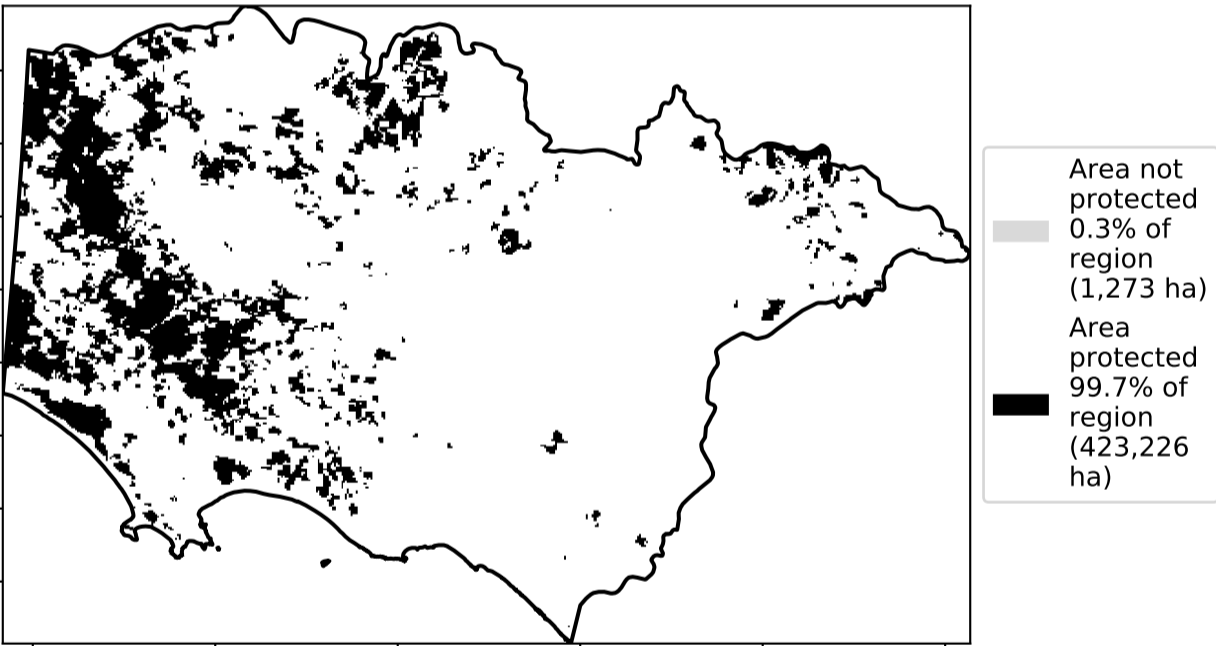 Area not
protected
0.3% of
region
(1,273 ha)
Area
protected
99.7% of
region
(423,226
ha)